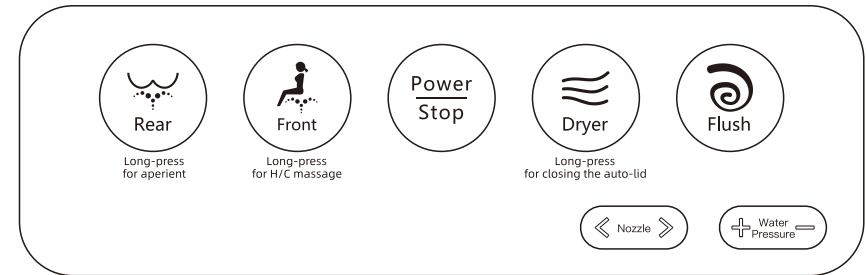 Rear
Long-press
for aperient
Front
Long-press
for H/C massage
Power
Stop
Dryer
Long-press
for closing the auto-lid
Flush
Nozzle
Water
Pressure